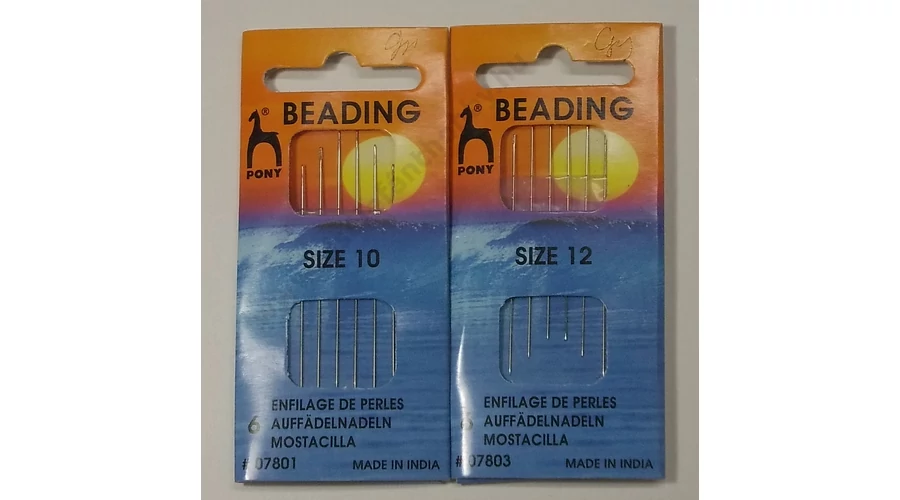 BEADING
®
PONY
SIZE 10
ENFILAGE DE PERLES
6 AUFFÄDELNADELN
MOSTACILLA
# 07801 MADE IN INDIA
BEADING
®
PONY
SIZE 12
ENFILAGE DE PERLES
6 AUFFÄDELNADELN
MOSTACILLA
# 07803 MADE IN INDIA